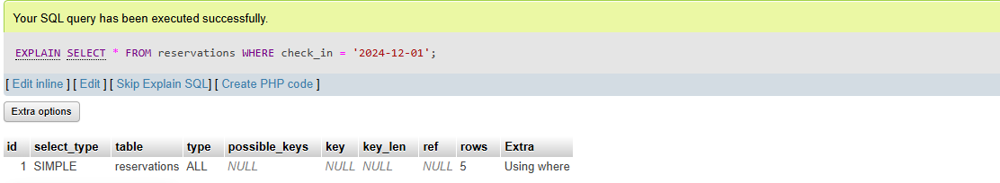 Your SQL query has been executed successfully.
EXPLAIN SELECT * FROM reservations WHERE check_in = '2024-12-01';
[ Edit inline ] [ Edit ] [ Skip Explain SQL] [ Create PHP code ]
Extra options
id select_type table type possible_keys key key_len ref rows Extra
1 SIMPLE reservations ALL NULL NULL NULL NULL 5 Using where